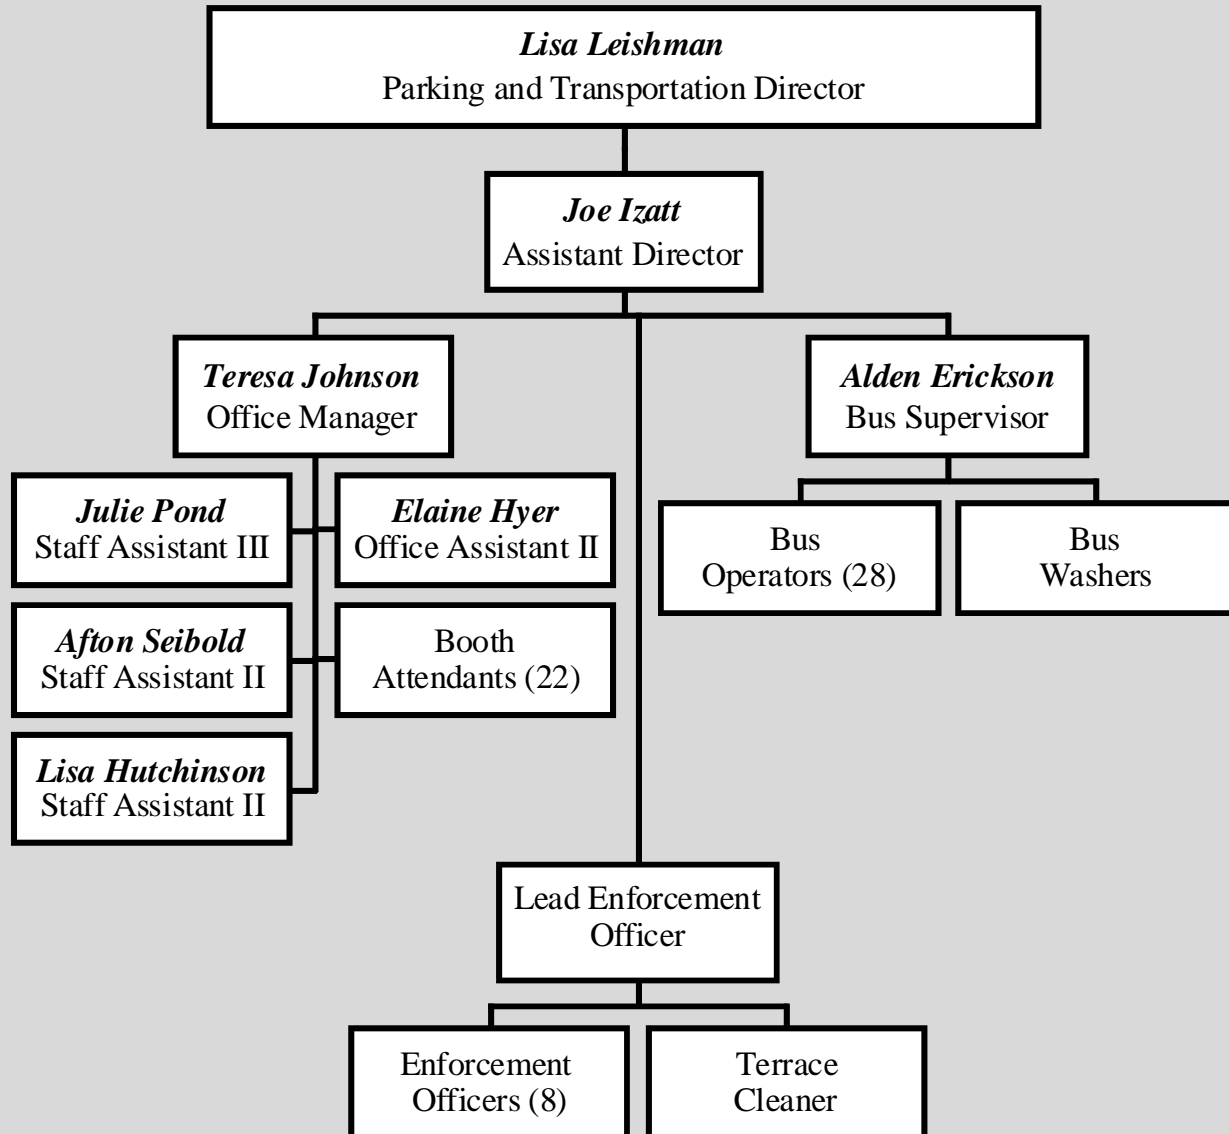 Lisa Leishman
Parking and Transportation Director
Joe Izatt
Assistant Director
Teresa Johnson
Office Manager
Alden Erickson
Bus Supervisor
Julie Pond
Staff Assistant III
Elaine Hyer
Office Assistant II
Bus
Operators (28)
Bus
Washers
Afton Seibold
Staff Assistant II
Booth
Attendants (22)
Lisa Hutchinson
Staff Assistant II
Lead Enforcement
Officer
Enforcement
Officers (8)
Terrace
Cleaner